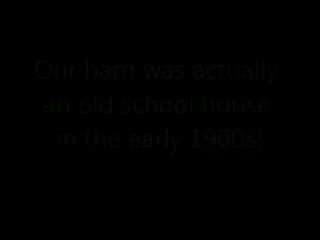 Our barn was actually
an old school house
in the early 1900s!